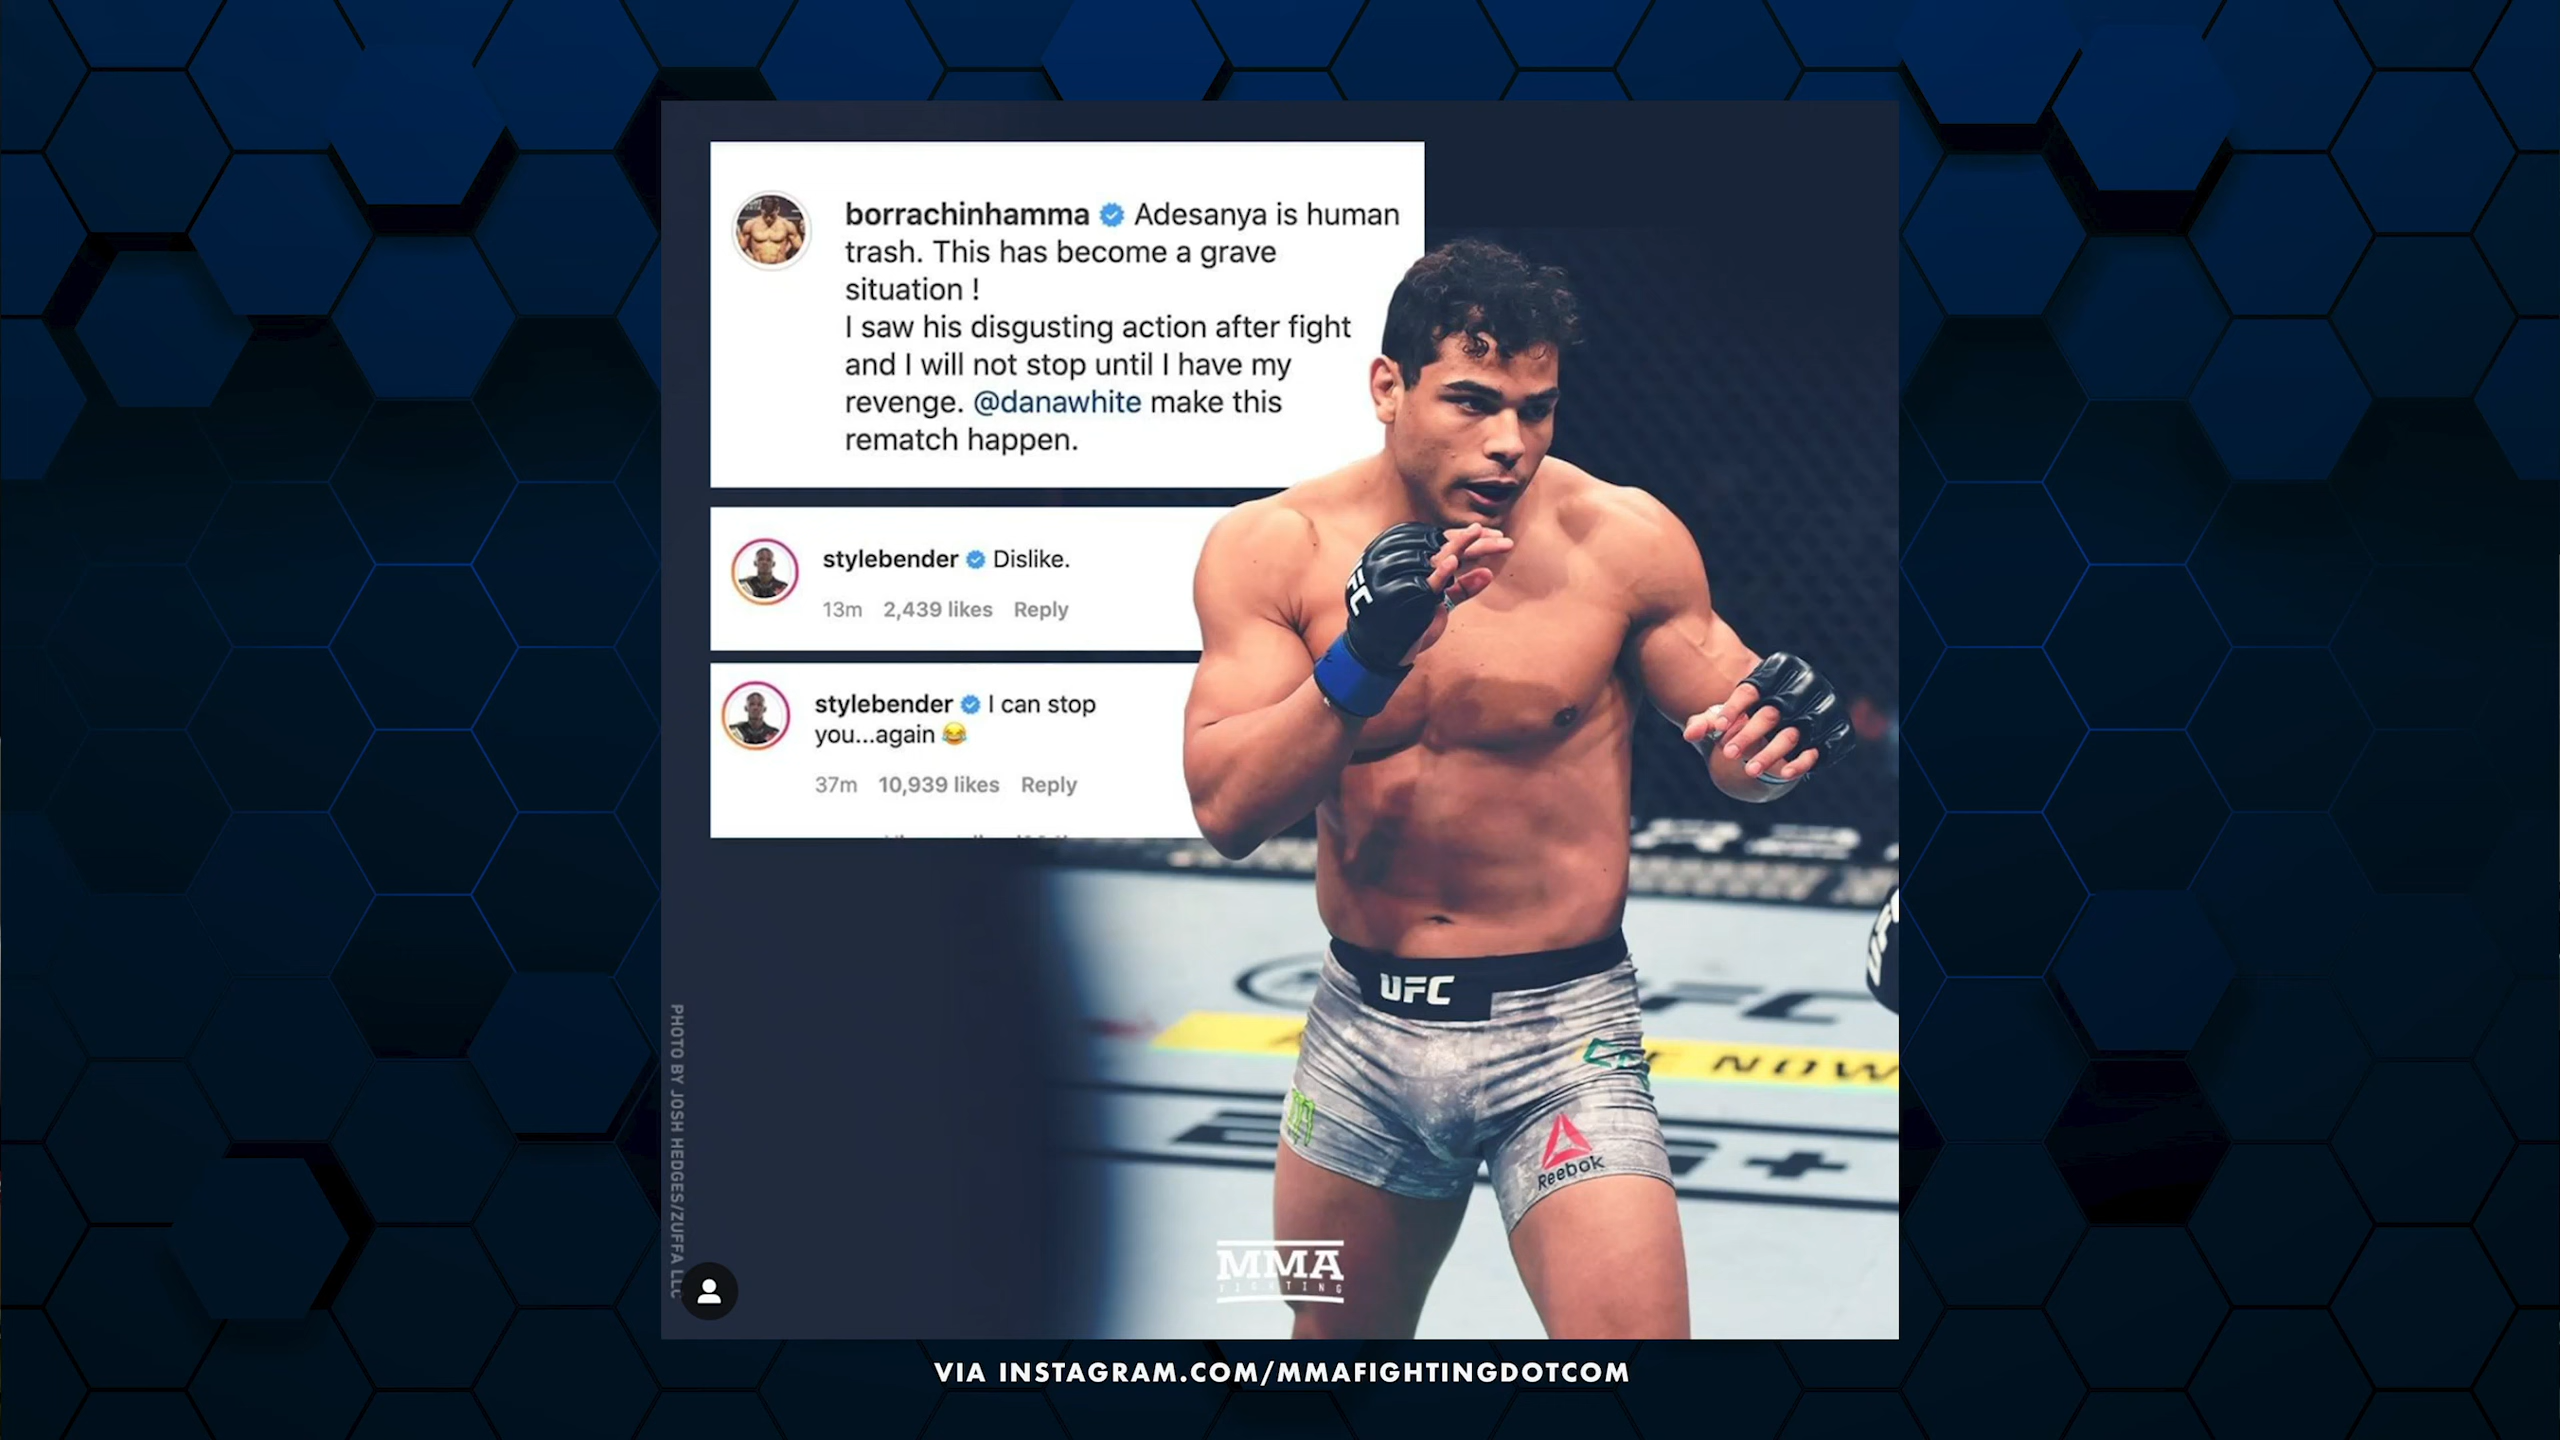 borrachinhamma Adesanya is human
trash. This has become a grave
situation !
I saw his disgusting action after fight
and I will not stop until I have my
revenge. @danawhite make this
rematch happen.
stylebender Dislike.
13m 2,439 likes Reply
stylebender I can stop
you...again 😂
37m 10,939 likes Reply
UFC
UFC
NOW
Reebok
PHOTO BY JOSH HEDGES/ZUFFA LLC
MMA
FIGHTING
VIA INSTAGRAM.COM/MMAFIGHTINGDOTCOM